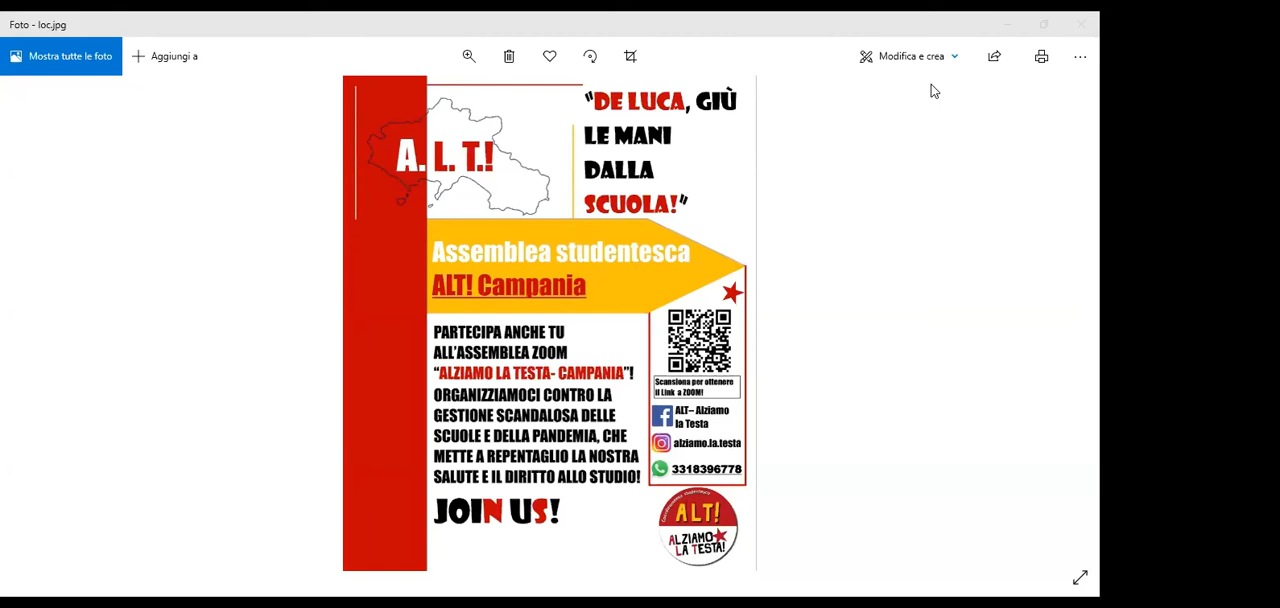 Foto - loc.jpg
Mostra tutte le foto
Aggiungi a
Modifica e crea
A. L. T.!
"DE LUCA, GIÙ
LE MANI
DALLA
SCUOLA!"
Assemblea studentesca
ALT! Campania
PARTECIPA ANCHE TU
ALL'ASSEMBLEA ZOOM
"ALZIAMO LA TESTA- CAMPANIA"!
ORGANIZZIAMOCI CONTRO LA
GESTIONE SCANDALOSA DELLE
SCUOLE E DELLA PANDEMIA, CHE
METTE A REPENTAGLIO LA NOSTRA
SALUTE E IL DIRITTO ALLO STUDIO!
JOIN US!
Scansiona per ottenere
il Link a ZOOM!
ALT– Alziamo
la Testa
alziamo.la.testa
3318396778
Coordinamento studentesco
ALT!
ALZIAMO
LA TESTA!